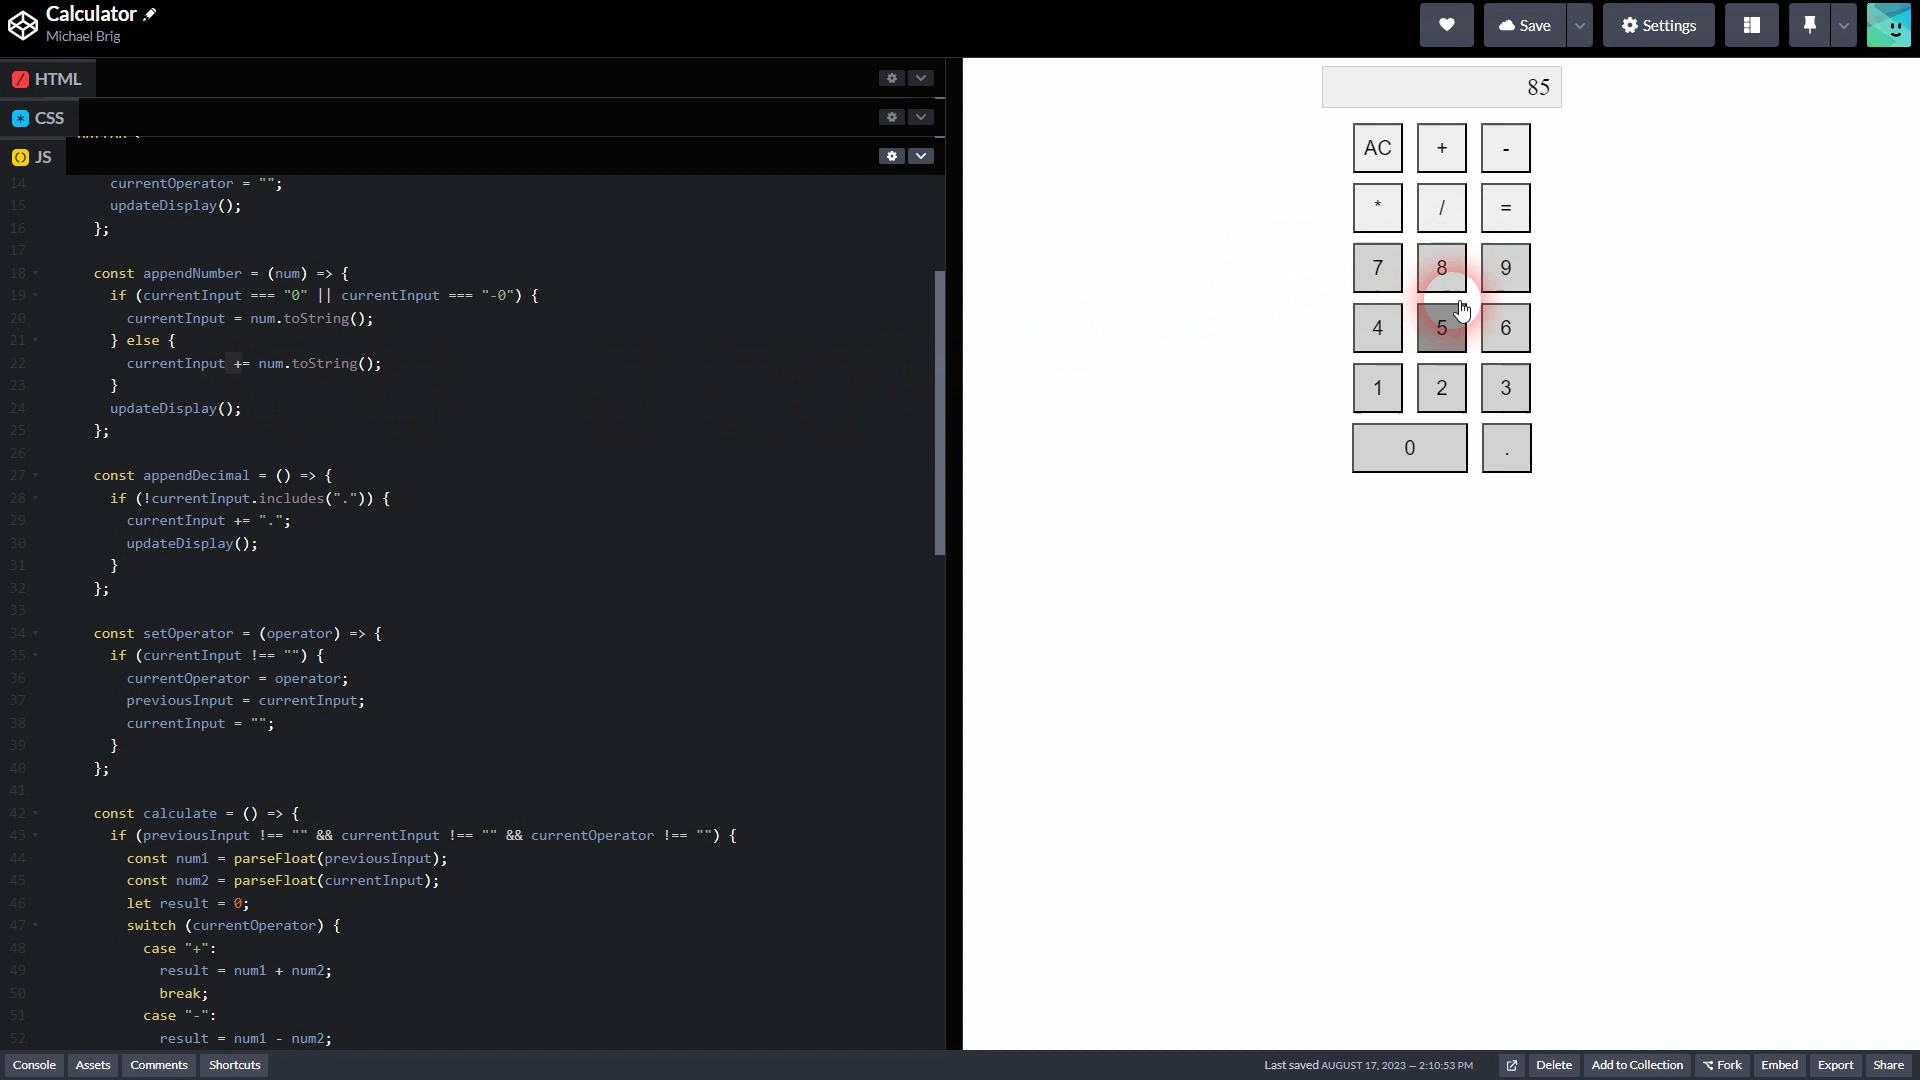 Calculator
Michael Brig
Save
Settings
HTML
CSS
JS
14 currentOperator = "";
15 updateDisplay();
16 };
17
18 const appendNumber = (num) => {
19 if (currentInput === "0" || currentInput === "-0") {
20 currentInput = num.toString();
21 } else {
22 currentInput += num.toString();
23 }
24 updateDisplay();
25 };
26
27 const appendDecimal = () => {
28 if (!currentInput.includes(".")) {
29 currentInput += ".";
30 updateDisplay();
31 }
32 };
33
34 const setOperator = (operator) => {
35 if (currentInput !== "") {
36 currentOperator = operator;
37 previousInput = currentInput;
38 currentInput = "";
39 }
40 };
41
42 const calculate = () => {
43 if (previousInput !== "" && currentInput !== "" && currentOperator !== "") {
44 const num1 = parseFloat(previousInput);
45 const num2 = parseFloat(currentInput);
46 let result = 0;
47 switch (currentOperator) {
48 case "+":
49 result = num1 + num2;
50 break;
51 case "-":
52 result = num1 - num2;
85
AC + -
* / =
7 8 9
4 5 6
1 2 3
0 .
Console Assets Comments Shortcuts
Last saved AUGUST 17, 2023 — 2:10:53 PM
Delete Add to Collection Fork Embed Export Share